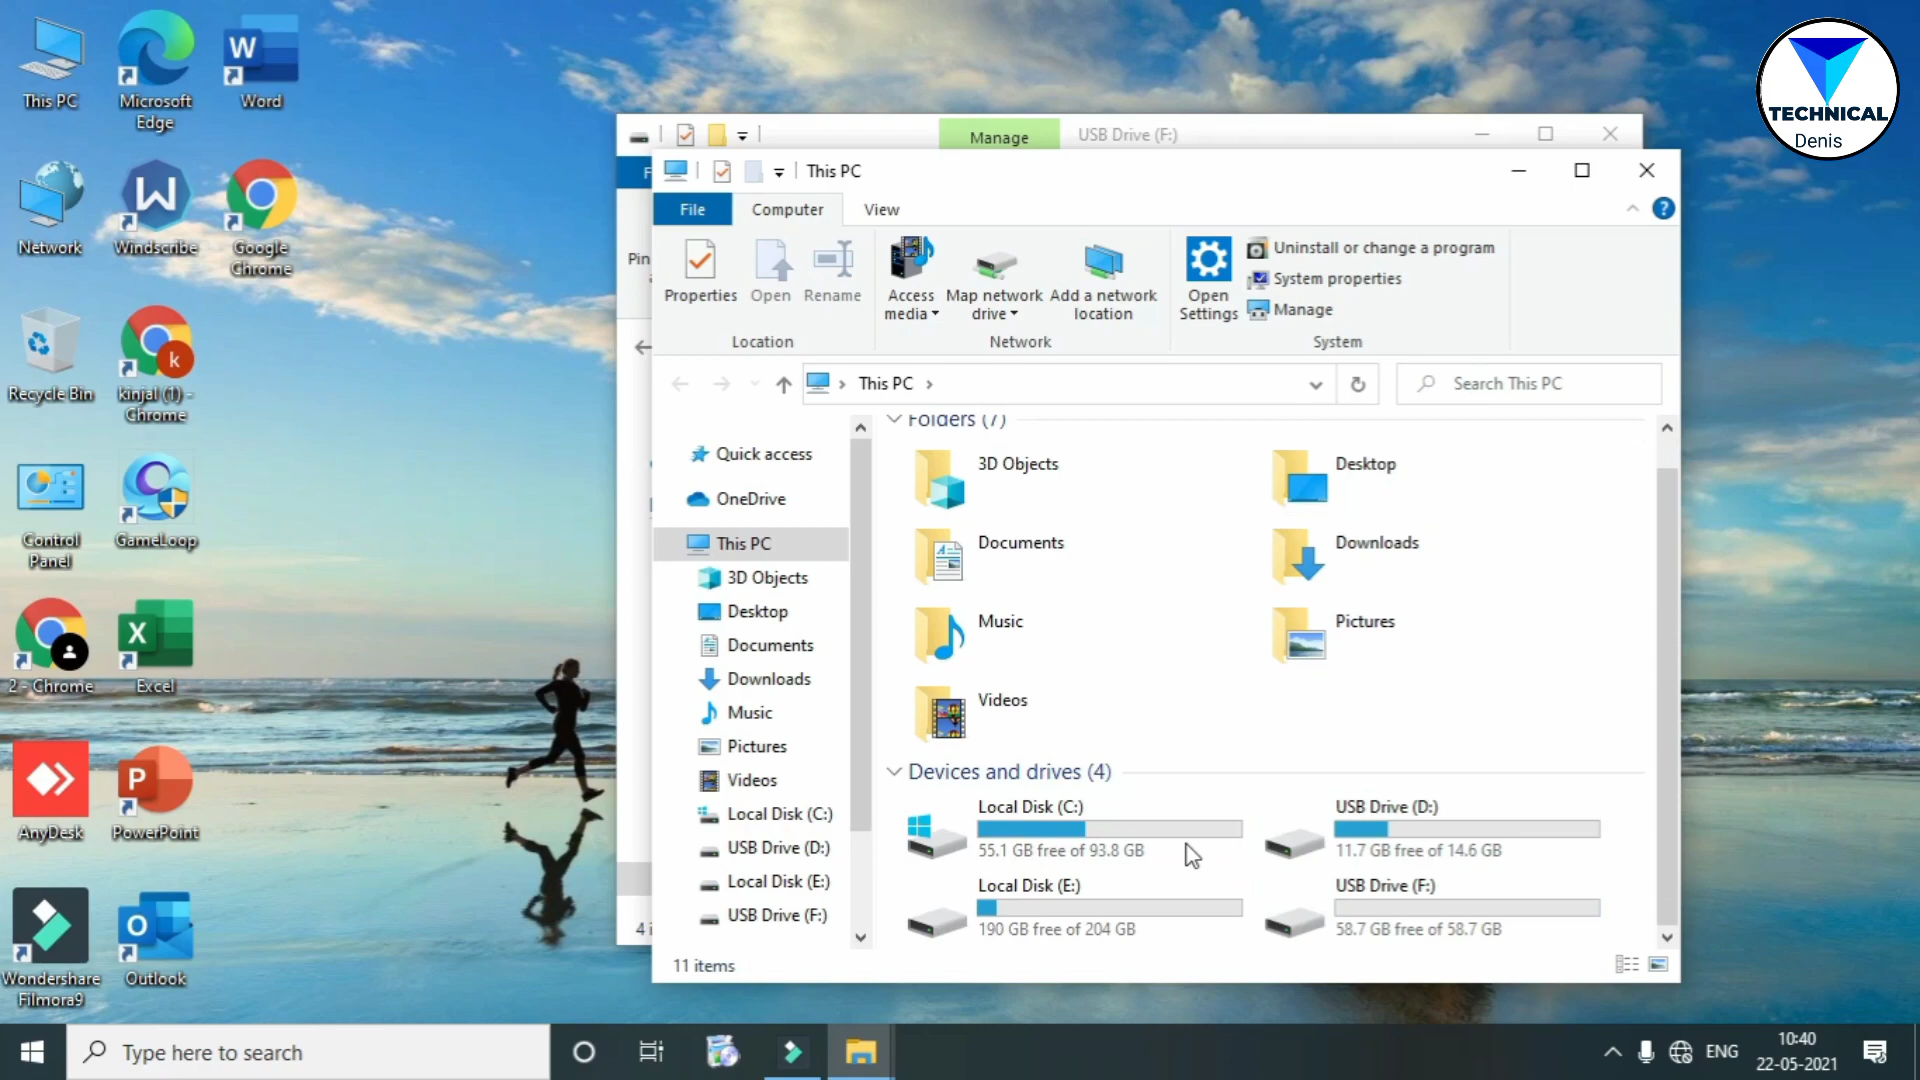 This PC
Microsoft
Edge
Word
Network
Windscribe
Google
Chrome
Recycle Bin
kinjal (1) -
Chrome
Control
Panel
GameLoop
2 - Chrome
Excel
AnyDesk
PowerPoint
Wondershare
Filmora9
Outlook
TECHNICAL
Denis
Manage
USB Drive (F:)
F
Pin
a
4 i
This PC
File
Computer
View
Properties
Open
Rename
Location
Access
media
Map network
drive
Add a network
location
Network
Open
Settings
Uninstall or change a program
System properties
Manage
System
This PC
Search This PC
Quick access
OneDrive
This PC
3D Objects
Desktop
Documents
Downloads
Music
Pictures
Videos
Local Disk (C:)
USB Drive (D:)
Local Disk (E:)
USB Drive (F:)
Folders (7)
3D Objects
Desktop
Documents
Downloads
Music
Pictures
Videos
Devices and drives (4)
Local Disk (C:)
55.1 GB free of 93.8 GB
USB Drive (D:)
11.7 GB free of 14.6 GB
Local Disk (E:)
190 GB free of 204 GB
USB Drive (F:)
58.7 GB free of 58.7 GB
11 items
Type here to search
ENG
10:40
22-05-2021